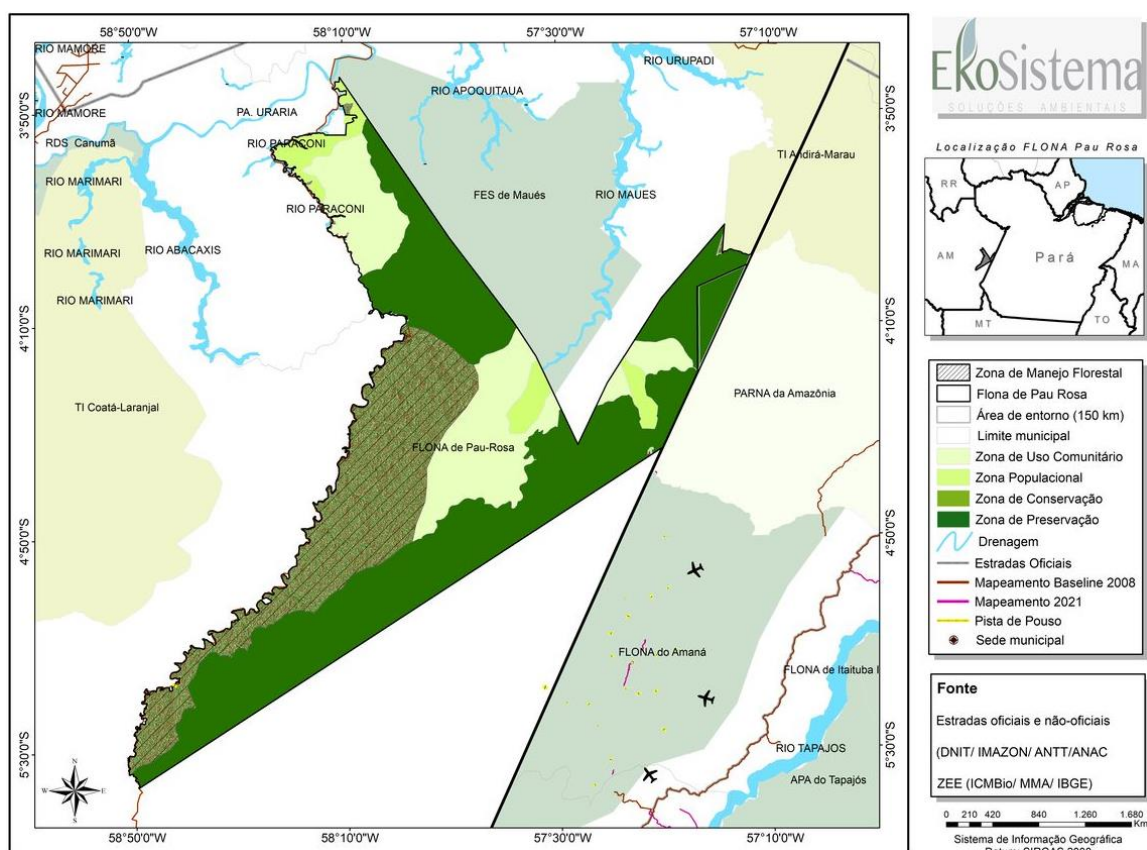 58°50'0"W 58°10'0"W 57°30'0"W 57°10'0"W
RIO MAMORE
RIO URUPADI
RIO APOQUITAUA
3°50'0"S
3°50'0"S
RIO MAMORE
PA. URARIA
RDS Canumã
RIO PARACONI
TI Andirá-Marau
RIO MARIMARI
FES de Maués
RIO MAUES
RIO PARACONI
RIO MARIMARI
RIO ABACAXIS
RIO MARIMARI
4°10'0"S
4°10'0"S
PARNA da Amazônia
TI Coatá-Laranjal
FLONA de Pau-Rosa
4°50'0"S
4°50'0"S
FLONA do Amaná
FLONA de Itaituba I
RIO TAPAJOS
5°30'0"S
5°30'0"S
APA do Tapajós
N
W E
S
58°50'0"W 58°10'0"W 57°30'0"W 57°10'0"W
EkoSistema
SOLUÇÕES AMBIENTAIS
Localização FLONA Pau Rosa
RR
AP
AM
Pará
MA
MT
TO
Zona de Manejo Florestal
Flona de Pau Rosa
Área de entorno (150 km)
Limite municipal
Zona de Uso Comunitário
Zona Populacional
Zona de Conservação
Zona de Preservação
Drenagem
Estradas Oficiais
Mapeamento Baseline 2008
Mapeamento 2021
Pista de Pouso
Sede municipal
Fonte
Estradas oficiais e não-oficiais
(DNIT/ IMAZON/ ANTT/ANAC
ZEE (ICMBio/ MMA/ IBGE)
0 210 420 840 1.260 1.680
Km
Sistema de Informação Geográfica